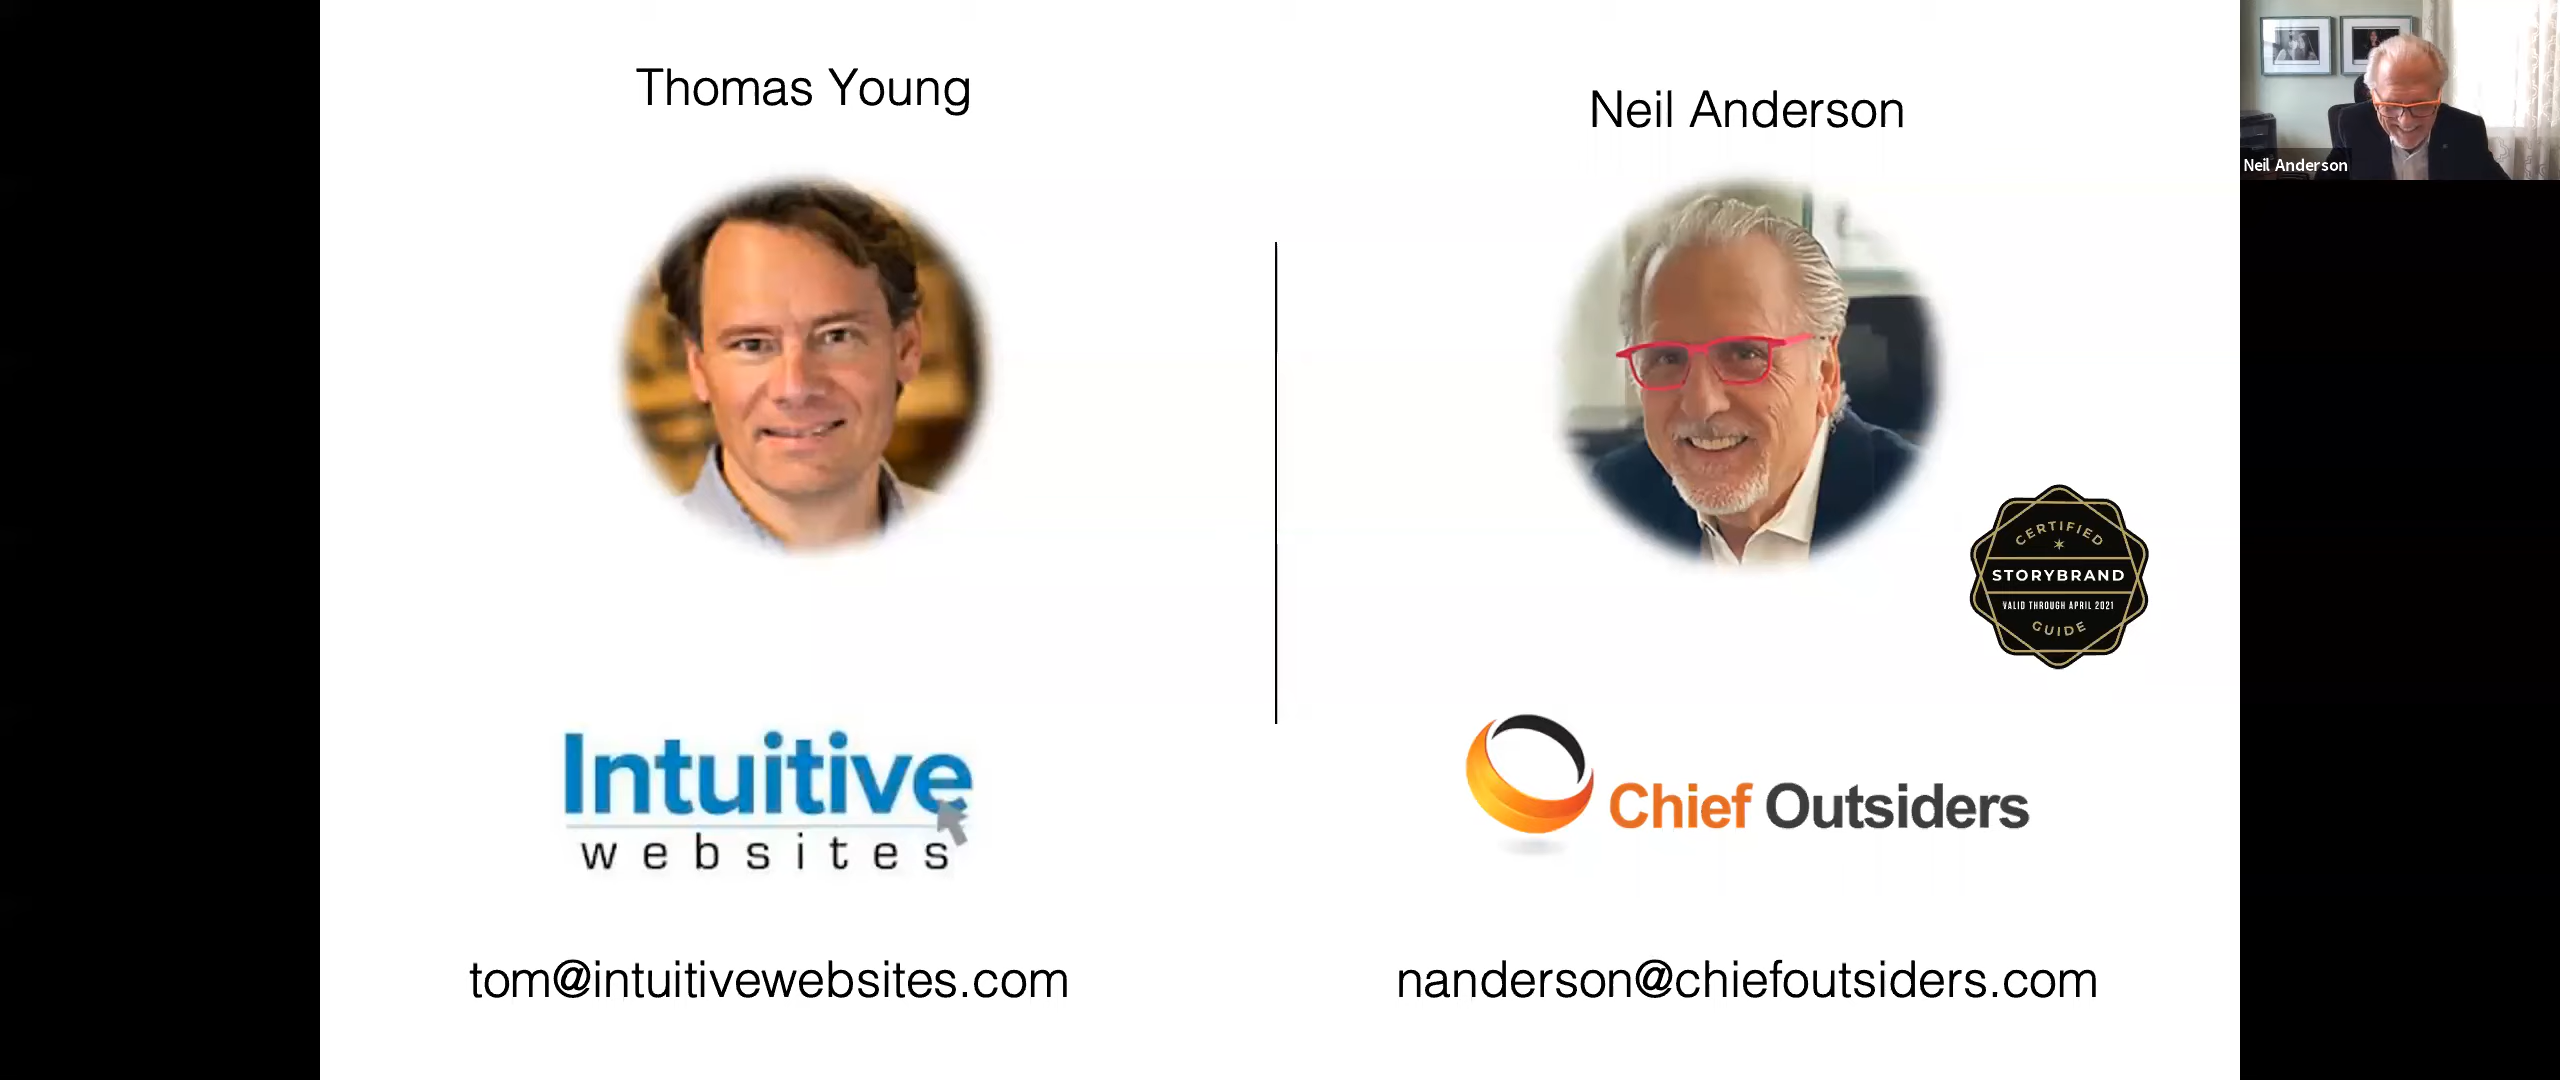 Thomas Young
Neil Anderson
Neil Anderson
CERTIFIED
STORYBRAND
VALID THROUGH APRIL 2021
GUIDE
Intuitive
websites
Chief Outsiders
tom@intuitivewebsites.com
nanderson@chiefoutsiders.com